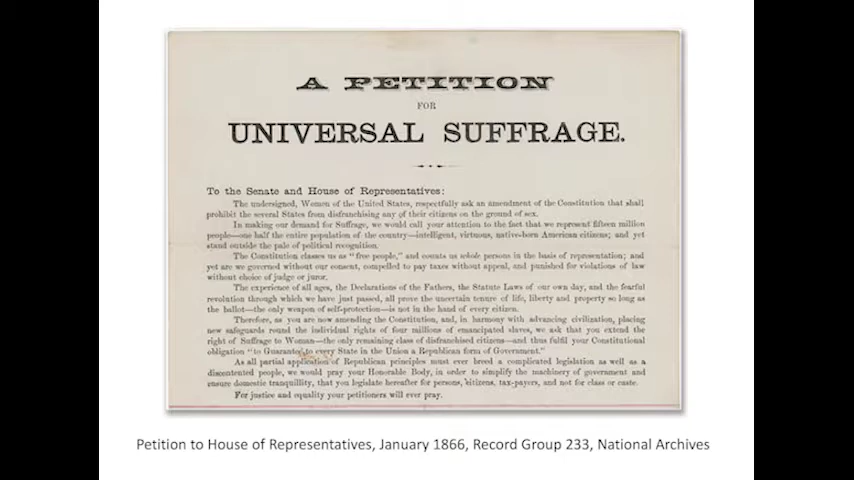 A PETITION
FOR
UNIVERSAL SUFFRAGE.
To the Senate and House of Representatives:
The undersigned, Women of the United States, respectfully ask an amendment of the Constitution that shall
prohibit the several States from disfranchising any of their citizens on the ground of sex.
In making our demand for Suffrage, we would call your attention to the fact that we represent fifteen million
people—one half the entire population of the country—intelligent, virtuous, native-born American citizens; and yet
stand outside the pale of political recognition.
The Constitution classes us as "free people," and counts us whole persons in the basis of representation; and
yet are we governed without our consent, compelled to pay taxes without appeal, and punished for violations of law
without choice of judge or juror.
The experience of all ages, the Declarations of the Fathers, the Statute Laws of our own day, and the fearful
revolution through which we have just passed, all prove the uncertain tenure of life, liberty and property so long as
the ballot—the only weapon of self-protection—is not in the hand of every citizen.
Therefore, as you are now amending the Constitution, and, in harmony with advancing civilization, placing
new safeguards round the individual rights of four millions of emancipated slaves, we ask that you extend the
right of Suffrage to Woman—the only remaining class of disfranchised citizens—and thus fulfil your Constitutional
obligation "to Guarantee to every State in the Union a Republican form of Government."
As all partial application of Republican principles must ever breed a complicated legislation as well as a
discontented people, we would pray your Honorable Body, in order to simplify the machinery of government and
ensure domestic tranquillity, that you legislate hereafter for persons, citizens, tax-payers, and not for class or caste.
For justice and equality your petitioners will ever pray.
Petition to House of Representatives, January 1866, Record Group 233, National Archives